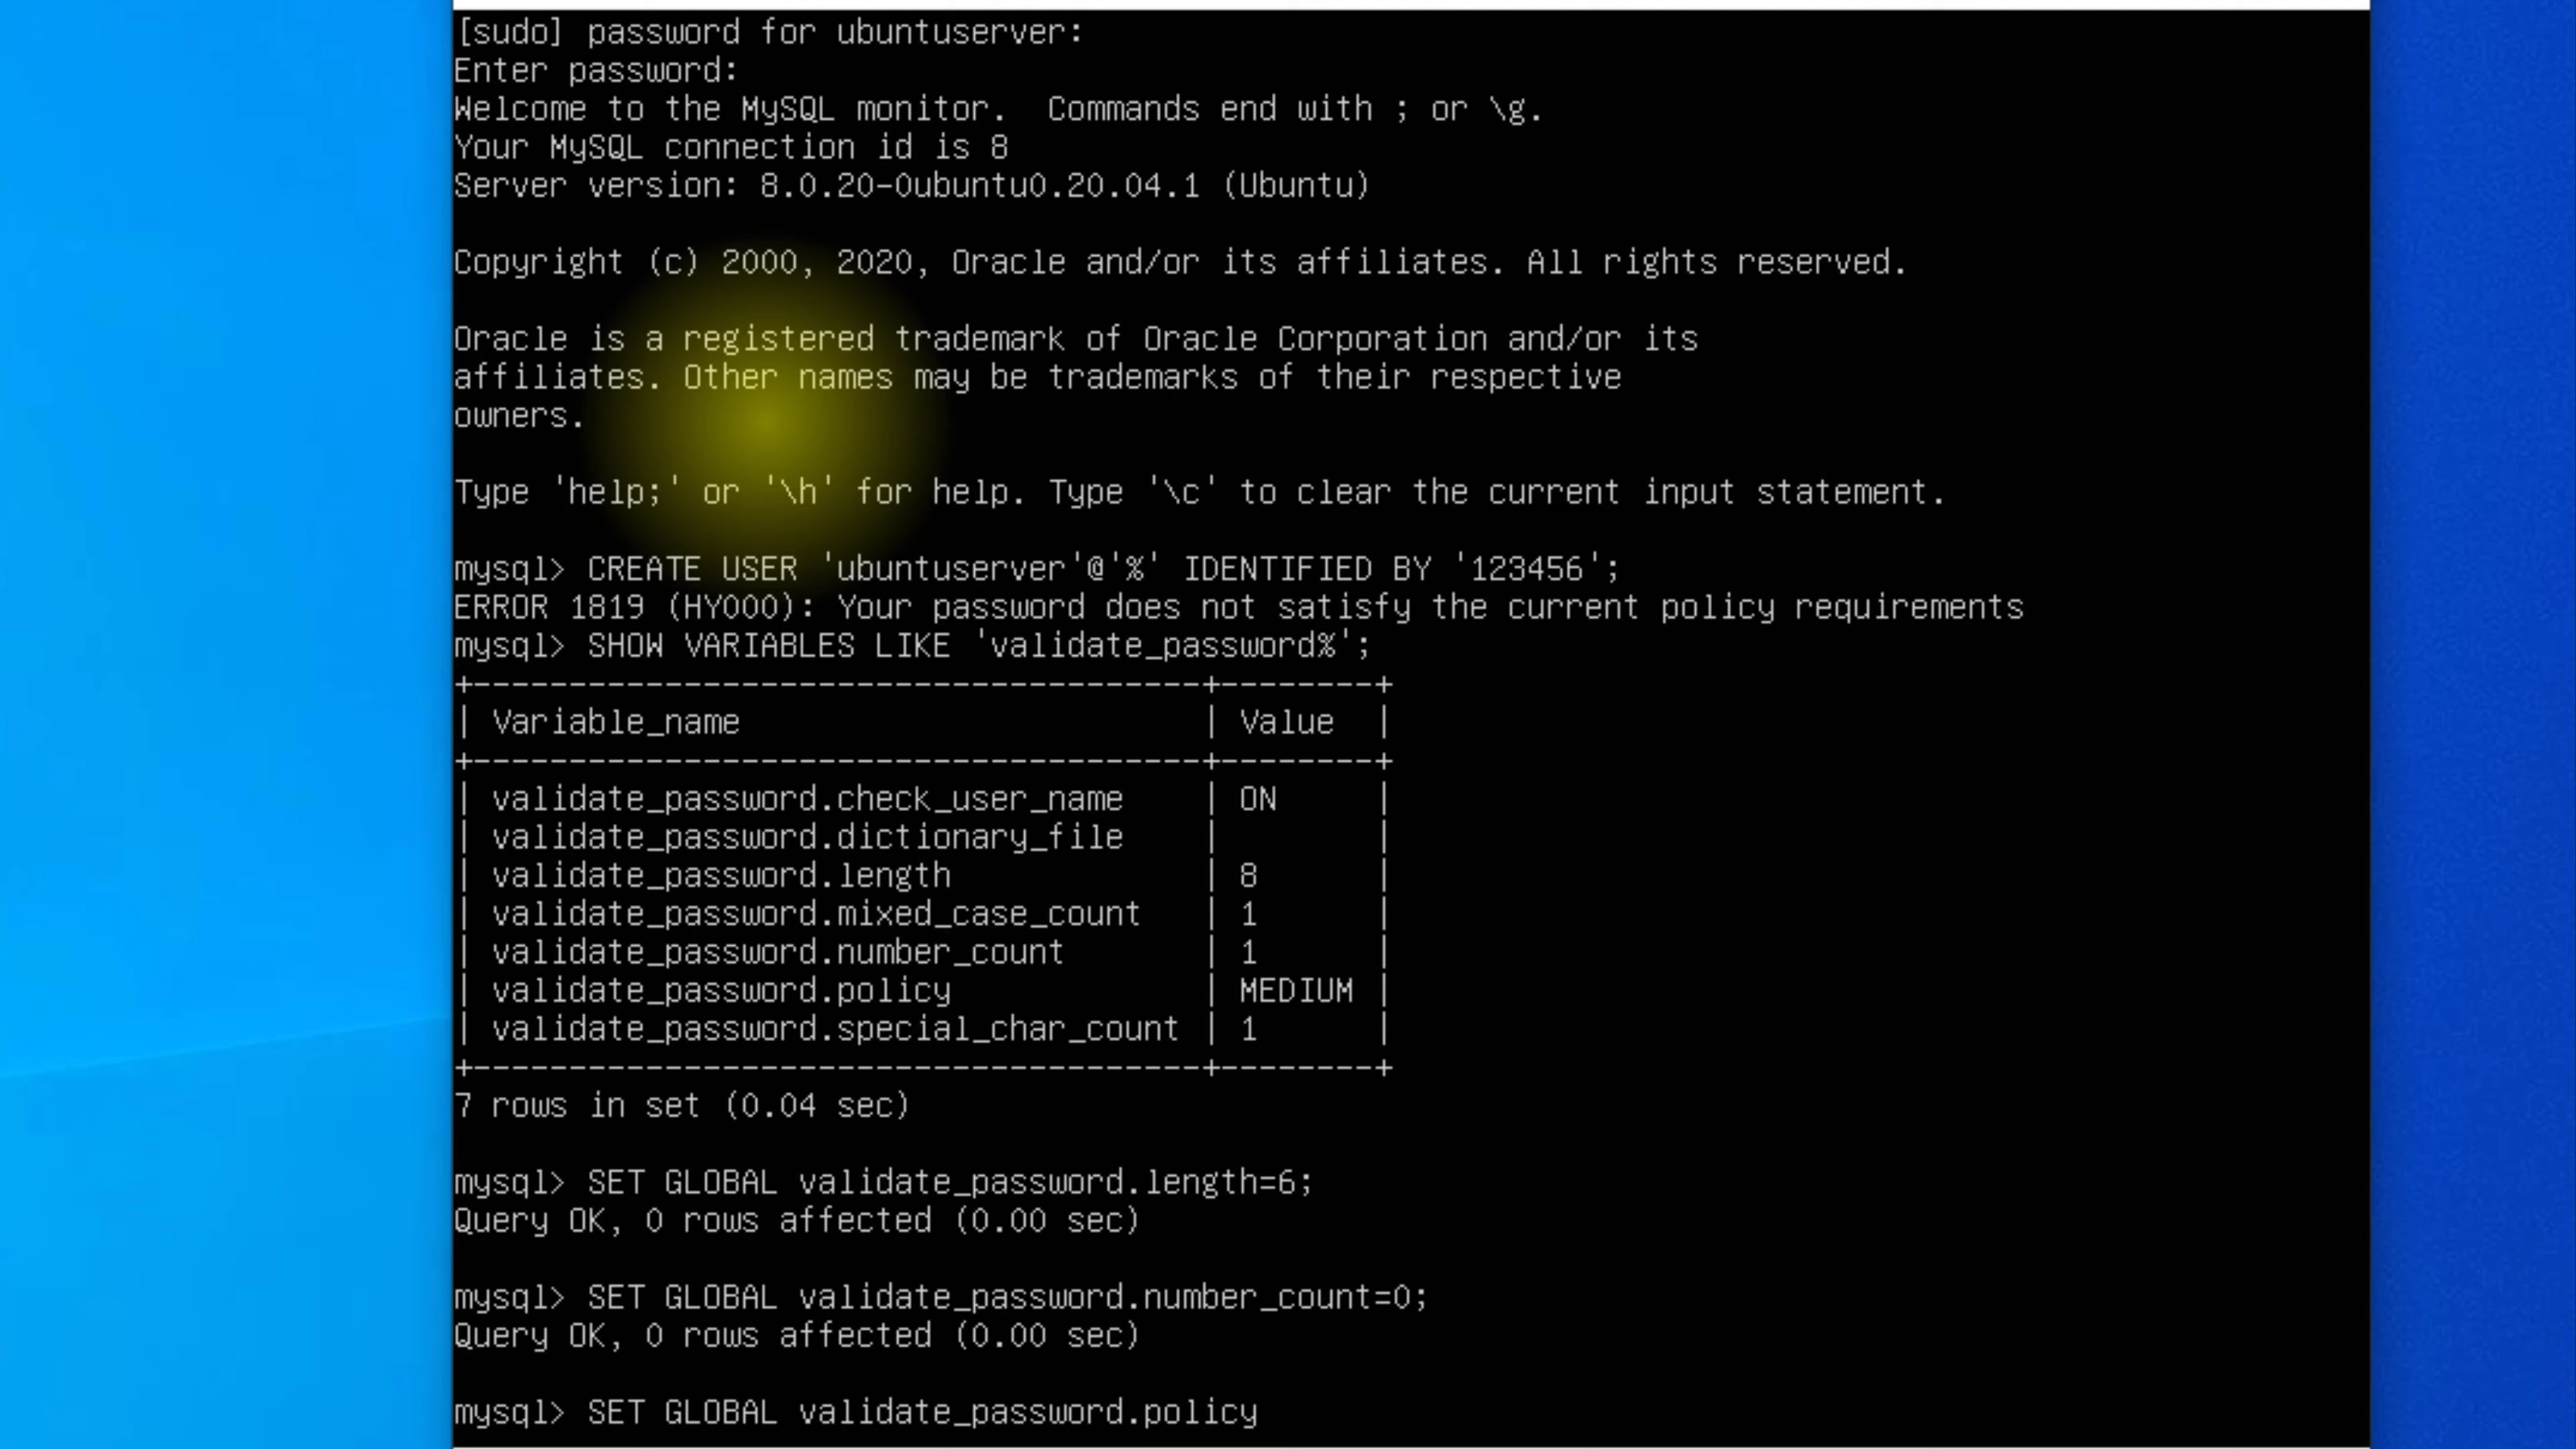 [sudo] password for ubuntuserver:
Enter password:
Welcome to the MySQL monitor.  Commands end with ; or \g.
Your MySQL connection id is 8
Server version: 8.0.20-0ubuntu0.20.04.1 (Ubuntu)
Copyright (c) 2000, 2020, Oracle and/or its affiliates. All rights reserved.
Oracle is a registered trademark of Oracle Corporation and/or its
affiliates. Other names may be trademarks of their respective
owners.
Type 'help;' or '\h' for help. Type '\c' to clear the current input statement.
mysql> CREATE USER 'ubuntuserver'@'%' IDENTIFIED BY '123456';
ERROR 1819 (HY000): Your password does not satisfy the current policy requirements
mysql> SHOW VARIABLES LIKE 'validate_password%';
+--------------------------------------+--------+
| Variable_name                        | Value  |
+--------------------------------------+--------+
| validate_password.check_user_name    | ON     |
| validate_password.dictionary_file    |        |
| validate_password.length             | 8      |
| validate_password.mixed_case_count   | 1      |
| validate_password.number_count       | 1      |
| validate_password.policy             | MEDIUM |
| validate_password.special_char_count | 1      |
+--------------------------------------+--------+
7 rows in set (0.04 sec)
mysql> SET GLOBAL validate_password.length=6;
Query OK, 0 rows affected (0.00 sec)
mysql> SET GLOBAL validate_password.number_count=0;
Query OK, 0 rows affected (0.00 sec)
mysql> SET GLOBAL validate_password.policy